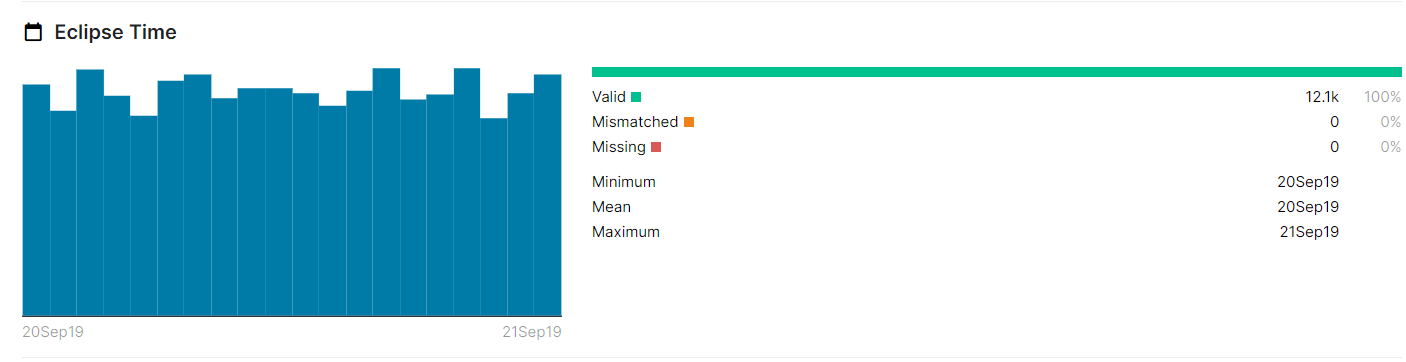 Eclipse Time
Valid 12.1k 100%
Mismatched 0 0%
Missing 0 0%
Minimum 20Sep19
Mean 20Sep19
Maximum 21Sep19
20Sep19 21Sep19